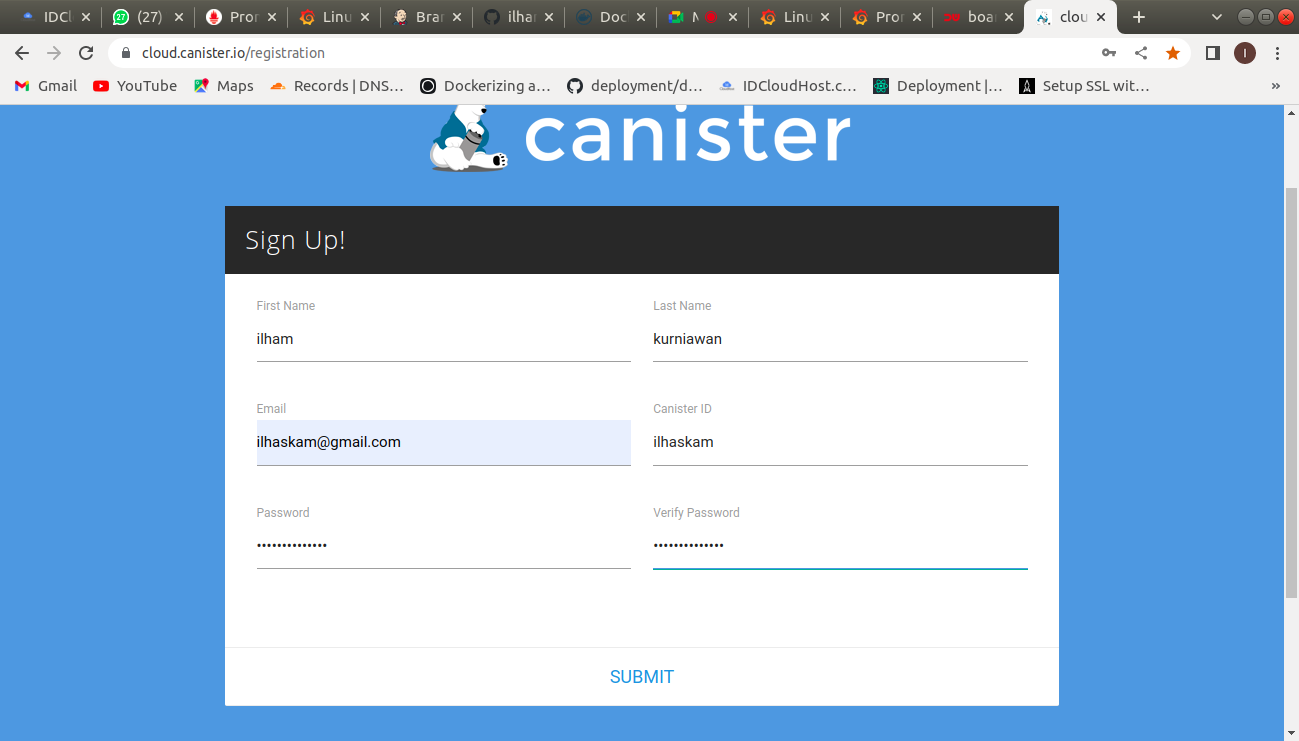 IDCl (27) Pror Linu Bran ilhar Doc M Linu Pror boar clou
cloud.canister.io/registration I
Gmail YouTube Maps Records | DNS… Dockerizing a… deployment/d… IDCloudHost.c… Deployment |… Setup SSL wit… »
canister
Sign Up!
First Name Last Name
ilham kurniawan
Email Canister ID
ilhaskam@gmail.com ilhaskam
Password Verify Password
•••••••••••••• ••••••••••••••
SUBMIT